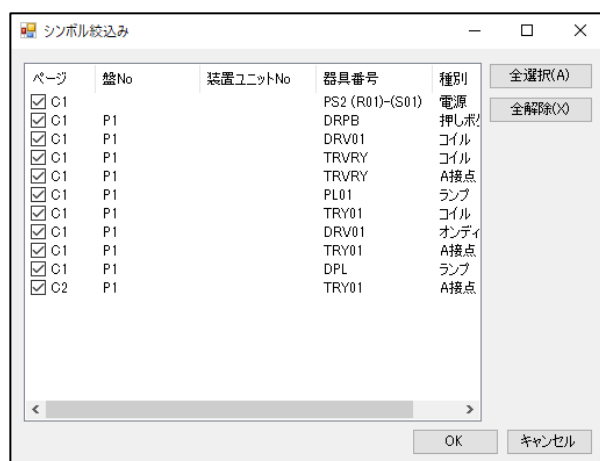 シンボル絞込み
ページ 盤No 装置ユニットNo 器具番号 種別
C1 PS2 (R01)-(S01) 電源
C1 P1 DRPB 押しボ
C1 P1 DRV01 コイル
C1 P1 TRVRY コイル
C1 P1 TRVRY A接点
C1 P1 PL01 ランプ
C1 P1 TRY01 コイル
C1 P1 DRV01 オンディ
C1 P1 TRY01 A接点
C1 P1 DPL ランプ
C2 P1 TRY01 A接点
全選択(A)
全解除(X)
OK キャンセル